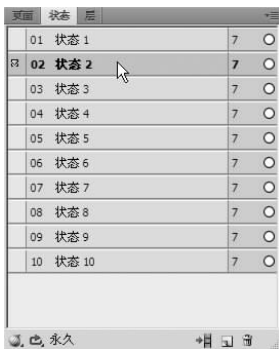 页面 状态 层
01 状态 1 7
02 状态 2 7
03 状态 3 7
04 状态 4 7
05 状态 5 7
06 状态 6 7
07 状态 7 7
08 状态 8 7
09 状态 9 7
10 状态 10 7
永久